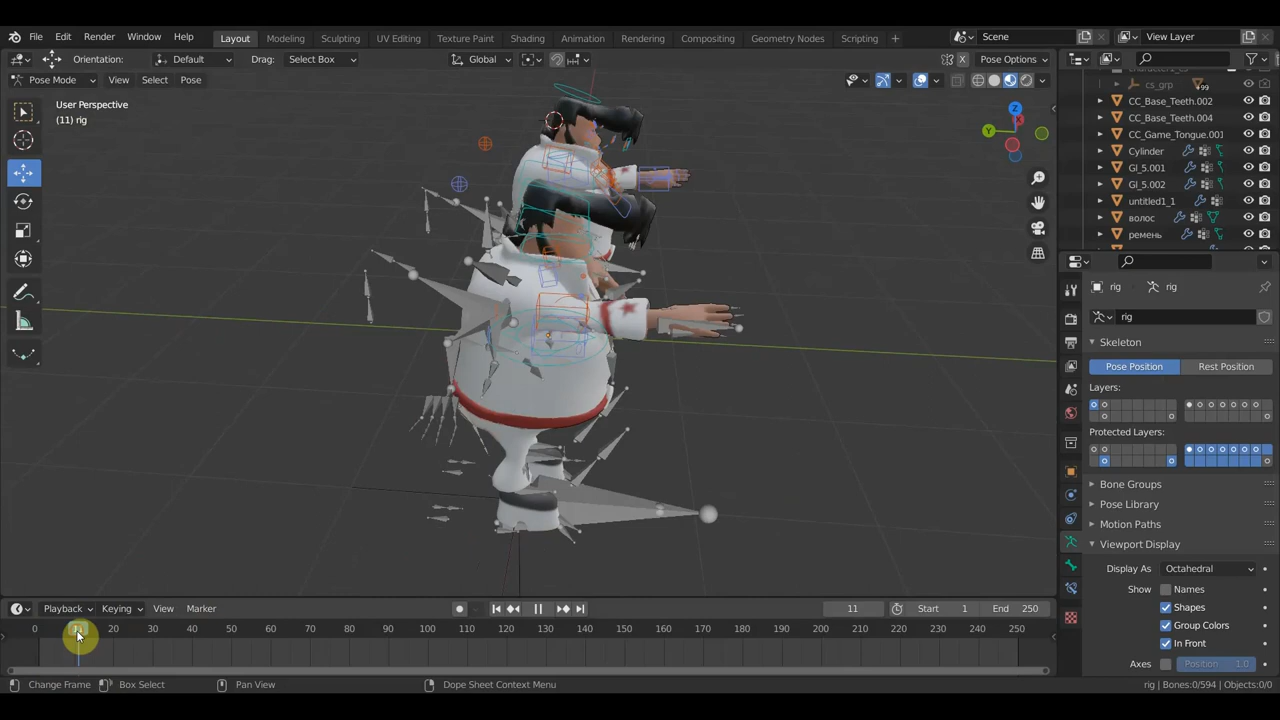 File Edit Render Window Help Layout Modeling Sculpting UV Editing Texture Paint Shading Animation Rendering Compositing Geometry Nodes Scripting + Scene View Layer
Orientation: Default Drag: Select Box Global Pose Options
Pose Mode View Select Pose
User Perspective
(11) rig
X
Y
Z
cs_grp 99
CC_Base_Teeth.002
CC_Base_Teeth.004
CC_Game_Tongue.001
Cylinder
GI_5.001
GI_5.002
untitled1_1
волос
ремень
rig rig
rig
Skeleton
Pose Position Rest Position
Layers:
Protected Layers:
Bone Groups
Pose Library
Motion Paths
Viewport Display
Display As Octahedral
Show Names
Shapes
Group Colors
In Front
Axes Position 1.0
Playback Keying View Marker 11 Start 1 End 250
0 11 20 30 40 50 60 70 80 90 100 110 120 130 140 150 160 170 180 190 200 210 220 230 240 250
Change Frame Box Select Pan View Dope Sheet Context Menu rig | Bones:0/594 | Objects:0/0